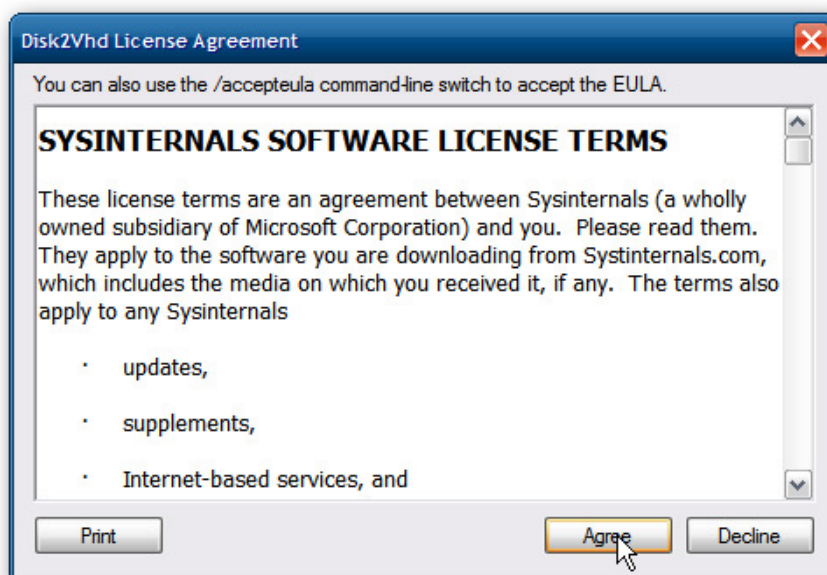 Disk2Vhd License Agreement
You can also use the /accepteula command-line switch to accept the EULA.
SYSINTERNALS SOFTWARE LICENSE TERMS
These license terms are an agreement between Sysinternals (a wholly
owned subsidiary of Microsoft Corporation) and you.  Please read them.
They apply to the software you are downloading from Systinternals.com,
which includes the media on which you received it, if any.  The terms also
apply to any Sysinternals
· updates,
· supplements,
· Internet-based services, and
Print Agree Decline